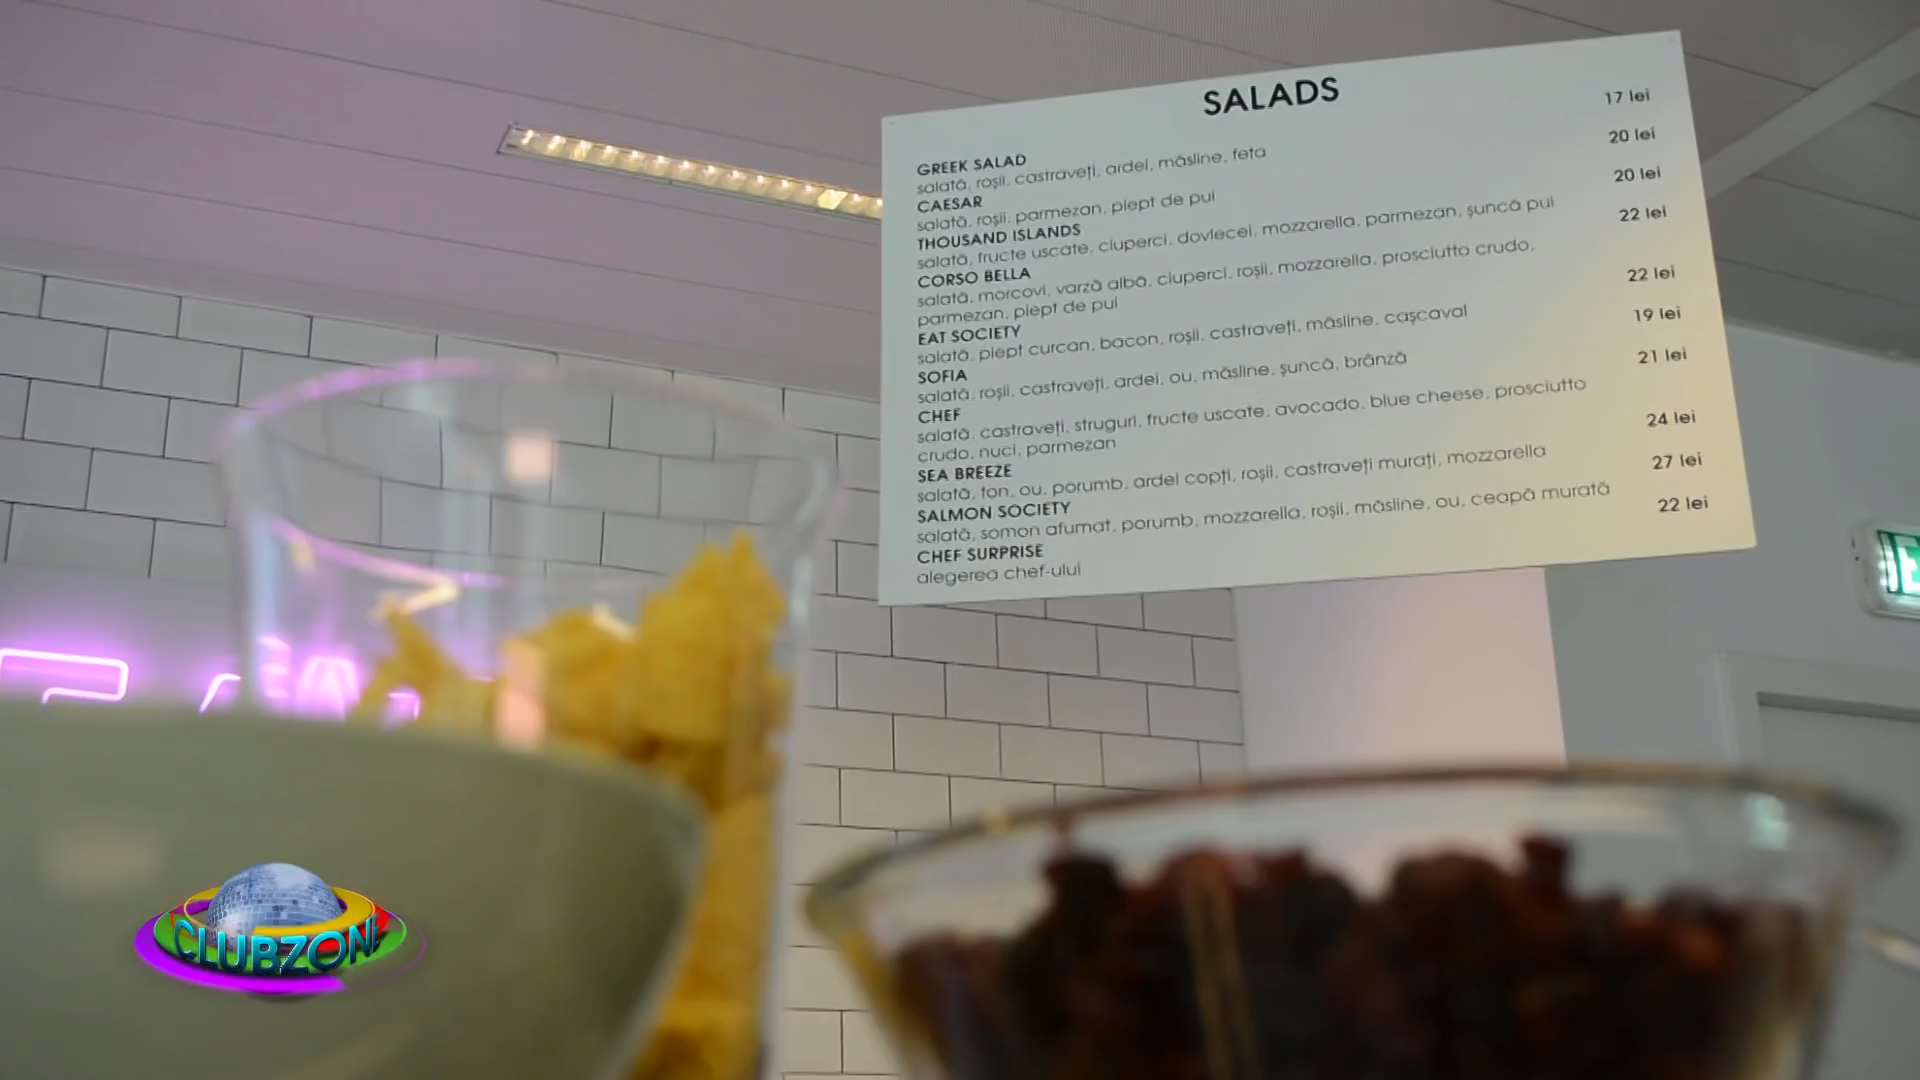 SALADS
GREEK SALAD 17 lei
salată, roșii, castraveți, ardei, măsline, feta
CAESAR 20 lei
salată, roșii, parmezan, piept de pui
THOUSAND ISLANDS 20 lei
salată, fructe uscate, ciuperci, dovlecei, mozzarella, parmezan, șuncă pui
CORSO BELLA 22 lei
salată, morcovi, varză albă, ciuperci, roșii, mozzarella, prosciutto crudo,
parmezan, piept de pui
EAT SOCIETY 22 lei
salată, piept curcan, bacon, roșii, castraveți, măsline, cașcaval
SOFIA 19 lei
salată, roșii, castraveți, ardei, ou, măsline, șuncă, brânză
CHEF 21 lei
salată, castraveți, struguri, fructe uscate, avocado, blue cheese, prosciutto
crudo, nuci, parmezan
SEA BREEZE 24 lei
salată, ton, ou, porumb, ardei copți, roșii, castraveți murați, mozzarella
SALMON SOCIETY 27 lei
salată, somon afumat, porumb, mozzarella, roșii, măsline, ou, ceapă murată
CHEF SURPRISE 22 lei
alegerea chef-ului
CLUBZONE